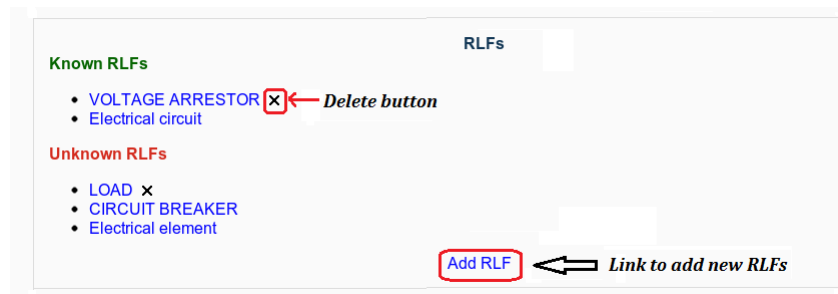 RLFs
Known RLFs
VOLTAGE ARRESTOR × Delete button
Electrical circuit
Unknown RLFs
LOAD ×
CIRCUIT BREAKER
Electrical element
Add RLF Link to add new RLFs